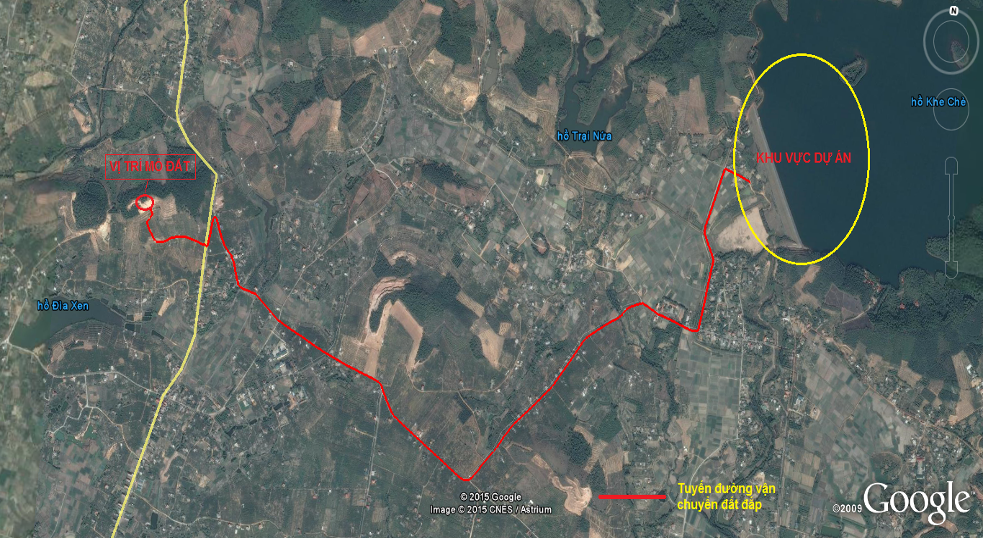 N
hồ Khe Chè
hồ Trại Nứa
KHU VỰC DỰ ÁN
VỊ TRÍ MỎ ĐẤT
hồ Đìa Xen
Tuyến đường vận
chuyển đất đắp
© 2015 Google
Image © 2015 CNES / Astrium
©2009 Google